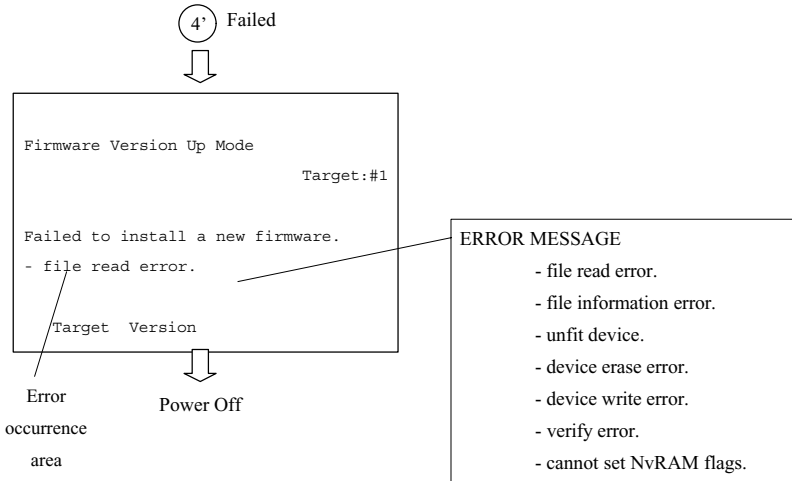 4’ Failed
Firmware Version Up Mode
Target:#1
Failed to install a new firmware.
- file read error.
Target Version
Error
occurrence
area
Power Off
ERROR MESSAGE
- file read error.
- file information error.
- unfit device.
- device erase error.
- device write error.
- verify error.
- cannot set NvRAM flags.